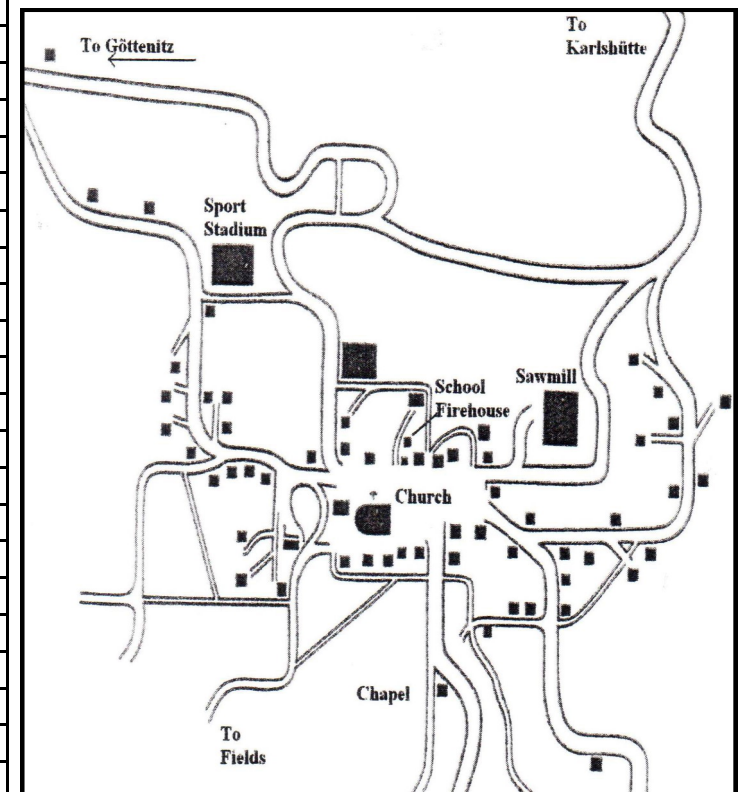 To
Karlshütte
To Göttenitz
Sport
Stadium
Sawmill
School
Firehouse
Church
Chapel
To
Fields